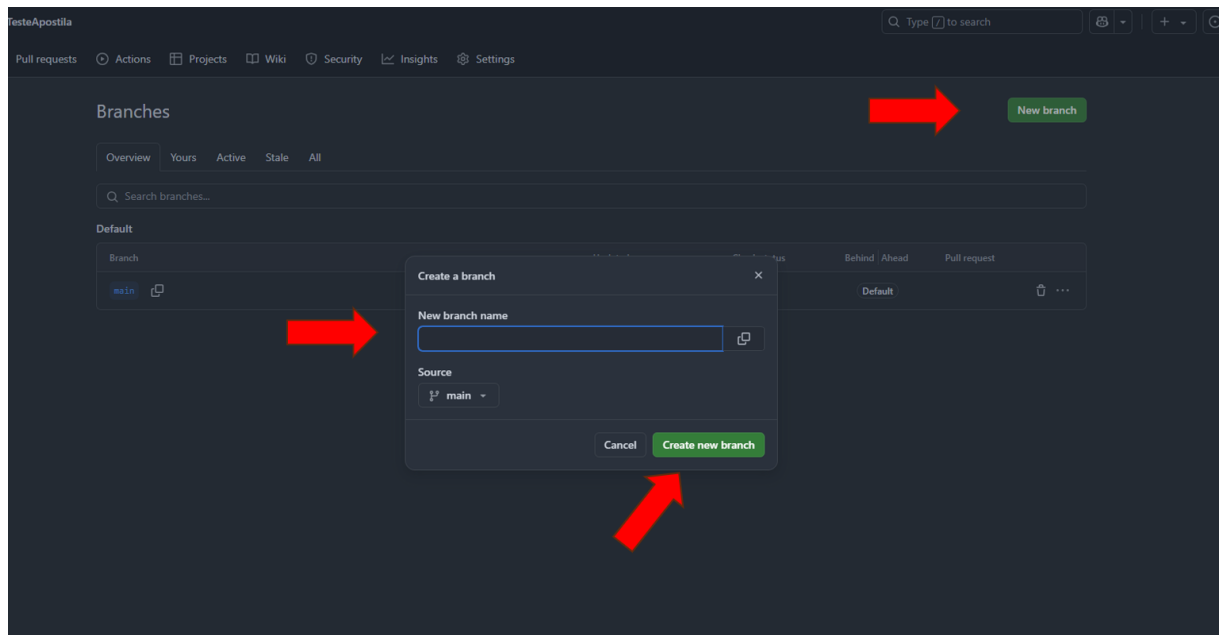 TesteApostila
Type / to search
Pull requests Actions Projects Wiki Security Insights Settings
Branches
New branch
Overview Yours Active Stale All
Search branches...
Default
Branch Behind Ahead Pull request
main Default
Create a branch
New branch name
Source
main
Cancel Create new branch